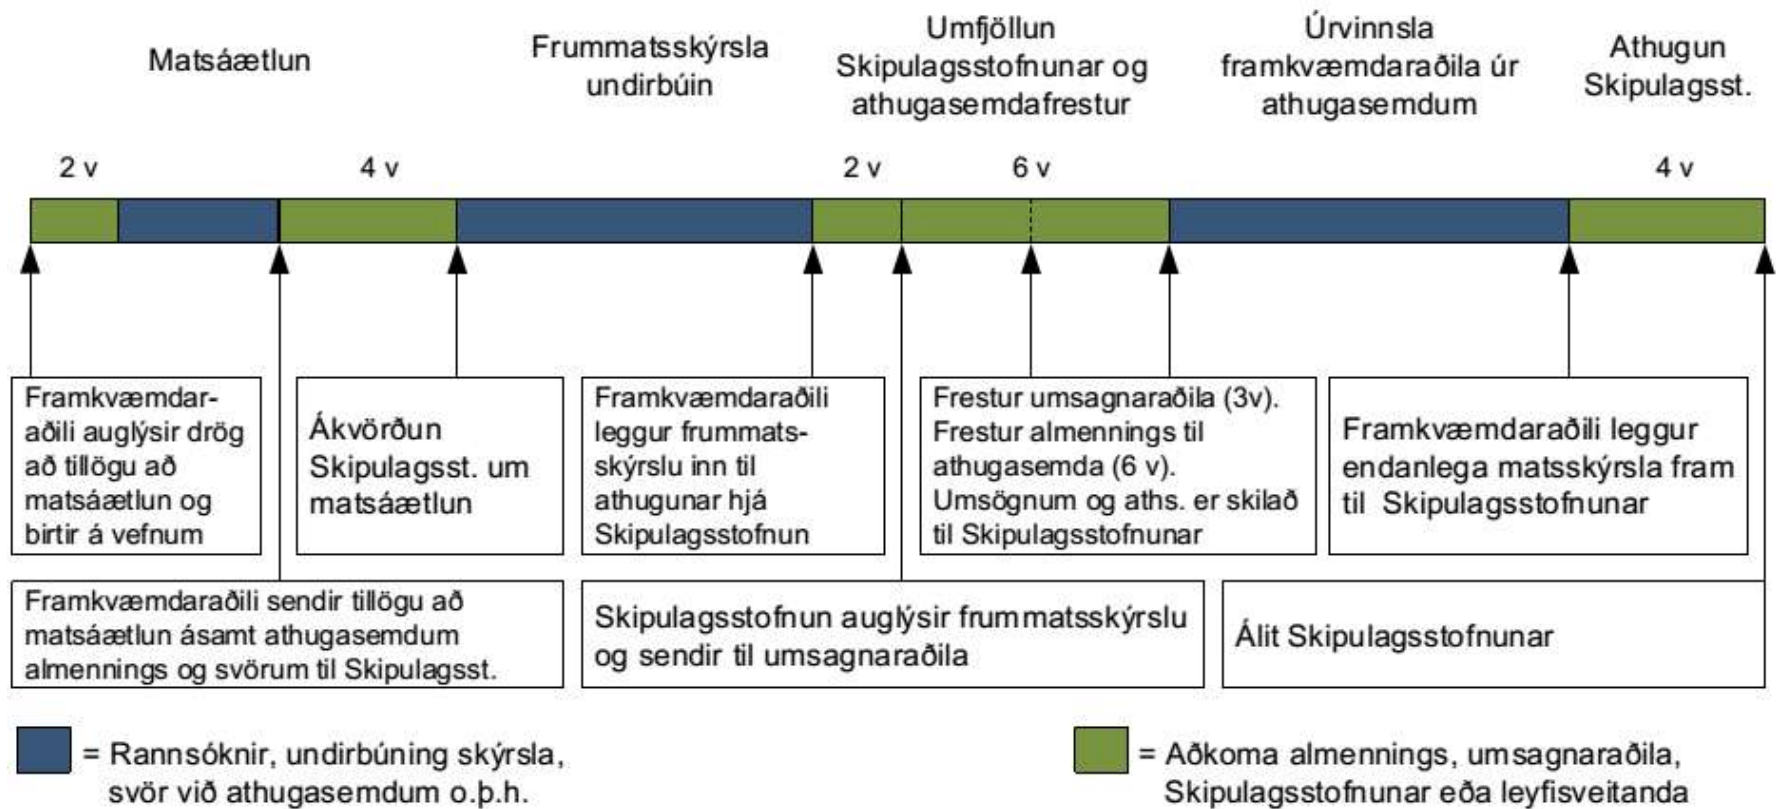 Matsáætlun
Frummatsskýrsla
undirbúin
Umfjöllun
Skipulagsstofnunar og
athugasemdafrestur
Úrvinnsla
framkvæmdaraðila úr
athugasemdum
Athugun
Skipulagsst.
2 v
4 v
2 v
6 v
4 v
Framkvæmdar-
aðili auglýsir drög
að tillögu að
matsáætlun og
birtir á vefnum
Ákvörðun
Skipulagsst. um
matsáætlun
Framkvæmdaraðili
leggur frummats-
skýrslu inn til
athugunar hjá
Skipulagsstofnun
Frestur umsagnaraðila (3v).
Frestur almennings til
athugasemda (6 v).
Umsögnum og aths. er skilað
til Skipulagsstofnunar
Framkvæmdaraðili leggur
endanlega matsskýrsla fram
til Skipulagsstofnunar
Framkvæmdaraðili sendir tillögu að
matsáætlun ásamt athugasemdum
almennings og svörum til Skipulagsst.
Skipulagsstofnun auglýsir frummatsskýrslu
og sendir til umsagnaraðila
Álit Skipulagsstofnunar
= Rannsóknir, undirbúning skýrsla,
svör við athugasemdum o.þ.h.
= Aðkoma almennings, umsagnaraðila,
Skipulagsstofnunar eða leyfisveitanda